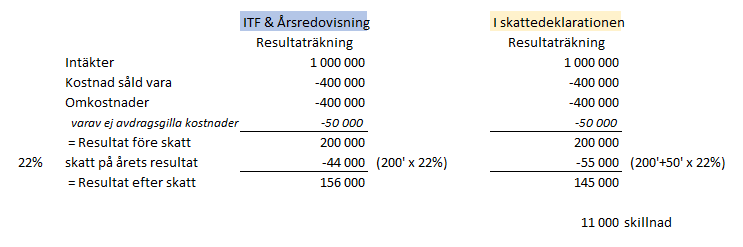 ITF & Årsredovisning I skattedeklarationen
Resultaträkning Resultaträkning
Intäkter 1 000 000 1 000 000
Kostnad såld vara -400 000 -400 000
Omkostnader -400 000 -400 000
varav ej avdragsgilla kostnader -50 000 -50 000
= Resultat före skatt 200 000 200 000
22% skatt på årets resultat -44 000 (200' x 22%) -55 000 (200'+50' x 22%)
= Resultat efter skatt 156 000 145 000
11 000 skillnad